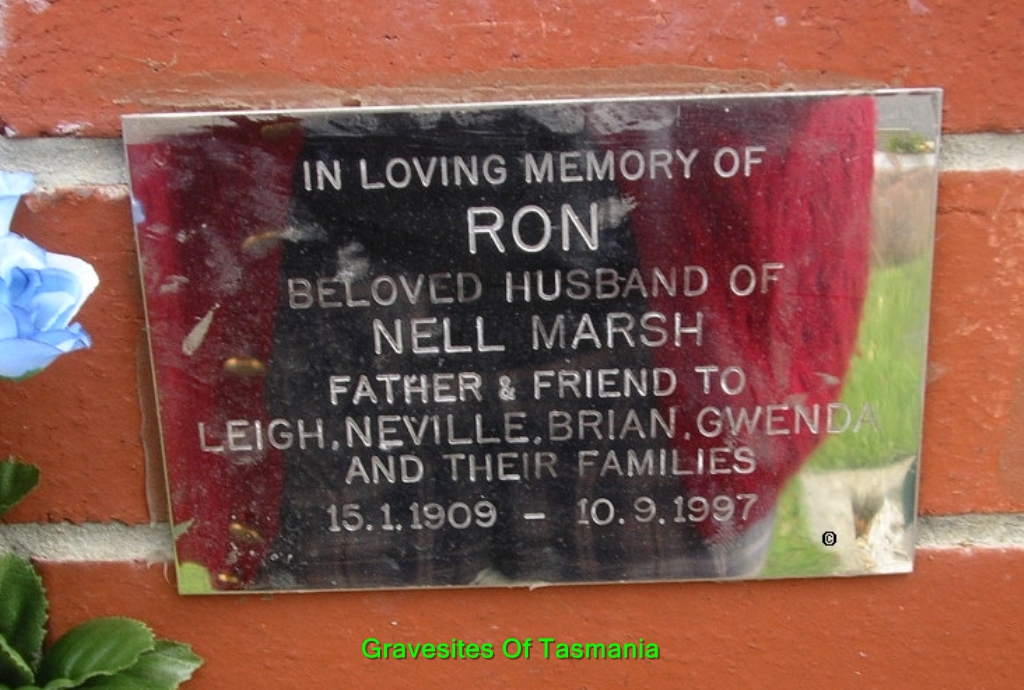 IN LOVING MEMORY OF
RON
BELOVED HUSBAND OF
NELL MARSH
FATHER & FRIEND TO
LEIGH, NEVILLE, BRIAN, GWENDA
AND THEIR FAMILIES
15.1.1909 - 10.9.1997
©
Gravesites Of Tasmania